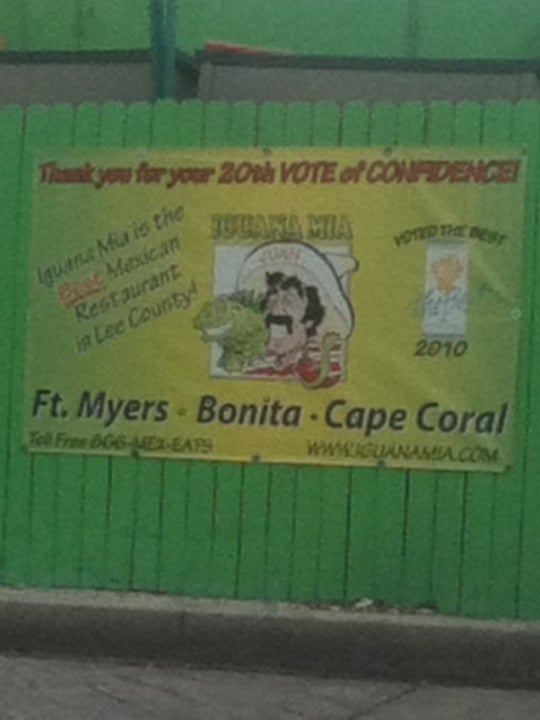 Thank you for your 20th VOTE of CONFIDENCE!
Iguana Mia is the
Best Mexican
Restaurant
in Lee County!
IGUANA MIA
JUAN
VOTED THE BEST
2010
Ft. Myers • Bonita • Cape Coral
Toll Free 866-MEX-EATS
WWW.IGUANAMIA.COM